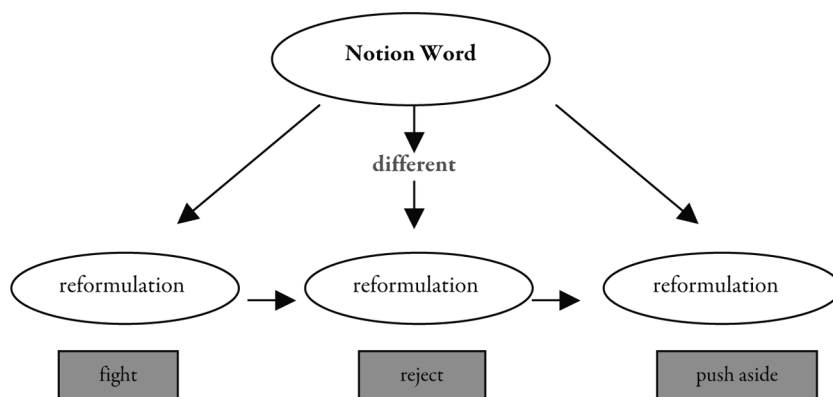 Notion Word
different
reformulation reformulation reformulation
fight reject push aside